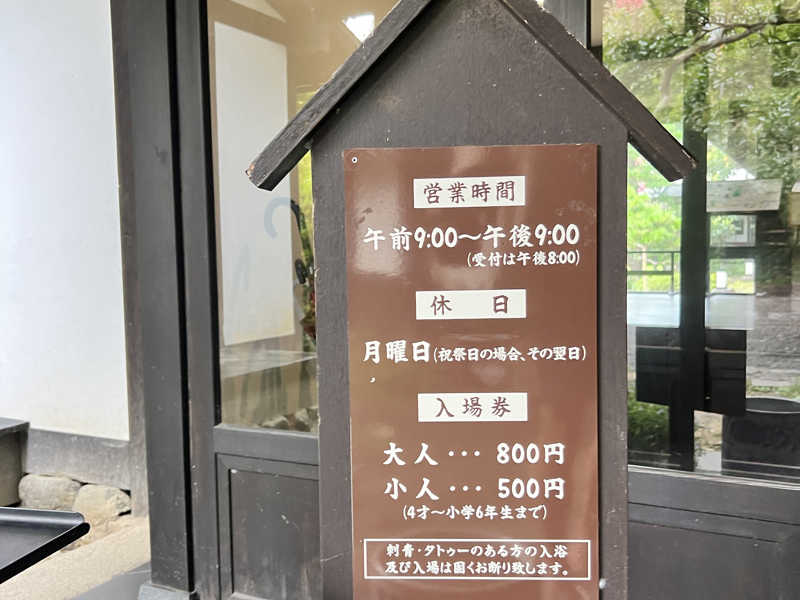 営業時間
午前9:00～午後9:00
(受付は午後8:00)
休　日
月曜日(祝祭日の場合、その翌日)
入場券
大人… 800円
小人… 500円
(4才～小学6年生まで)
刺青・タトゥーのある方の入浴
及び入場は固くお断り致します。